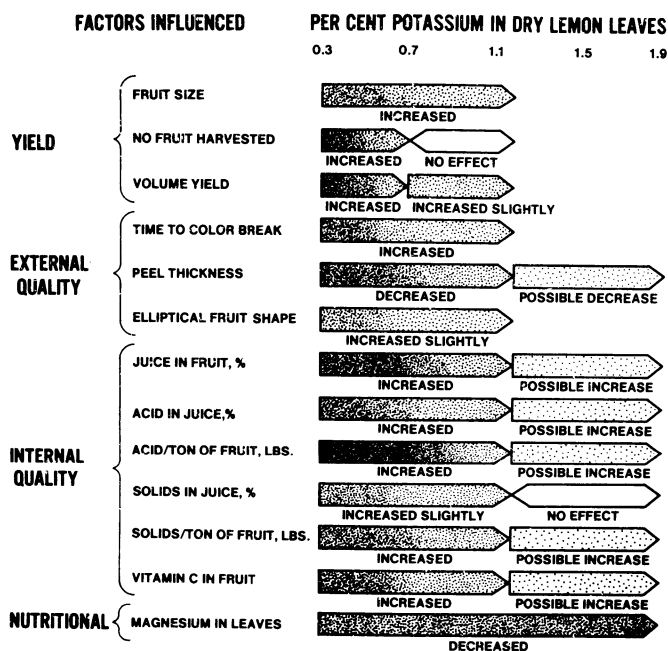 FACTORS INFLUENCED PER CENT POTASSIUM IN DRY LEMON LEAVES
0.3 0.7 1.1 1.5 1.9
YIELD
FRUIT SIZE
INCREASED
NO FRUIT HARVESTED
INCREASED NO EFFECT
VOLUME YIELD
INCREASED INCREASED SLIGHTLY
EXTERNAL
QUALITY
TIME TO COLOR BREAK
INCREASED
PEEL THICKNESS
DECREASED POSSIBLE DECREASE
ELLIPTICAL FRUIT SHAPE
INCREASED SLIGHTLY
INTERNAL
QUALITY
JUICE IN FRUIT, %
INCREASED POSSIBLE INCREASE
ACID IN JUICE,%
INCREASED POSSIBLE INCREASE
ACID/TON OF FRUIT, LBS.
INCREASED POSSIBLE INCREASE
SOLIDS IN JUICE, %
INCREASED SLIGHTLY NO EFFECT
SOLIDS/TON OF FRUIT, LBS.
INCREASED POSSIBLE INCREASE
VITAMIN C IN FRUIT
INCREASED POSSIBLE INCREASE
NUTRITIONAL
MAGNESIUM IN LEAVES
DECREASED